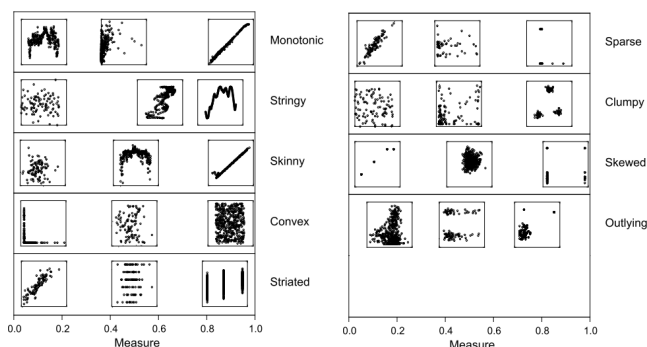 Monotonic
Stringy
Skinny
Convex
Striated
0.0 0.2 0.4 0.6 0.8 1.0
Measure
Sparse
Clumpy
Skewed
Outlying
0.0 0.2 0.4 0.6 0.8 1.0
Measure